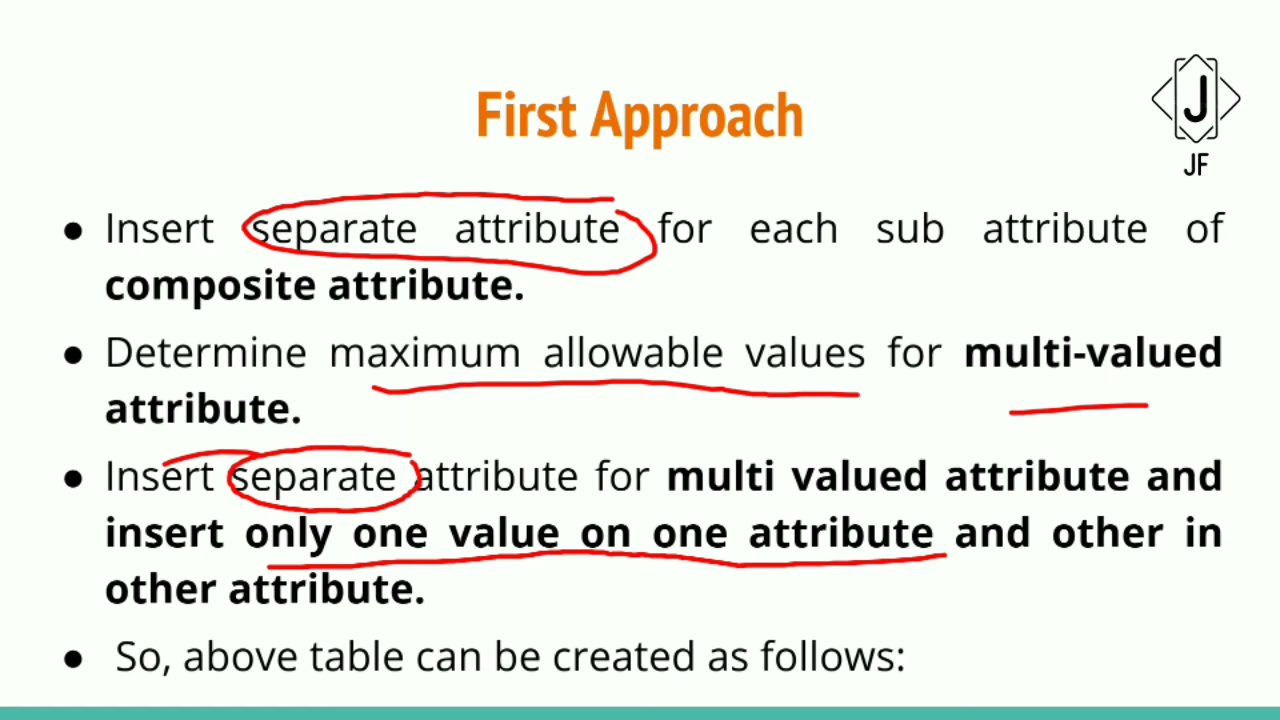 First Approach
J
JF
● Insert separate attribute for each sub attribute of
composite attribute.
● Determine maximum allowable values for multi-valued
attribute.
● Insert separate attribute for multi valued attribute and
insert only one value on one attribute and other in
other attribute.
● So, above table can be created as follows: